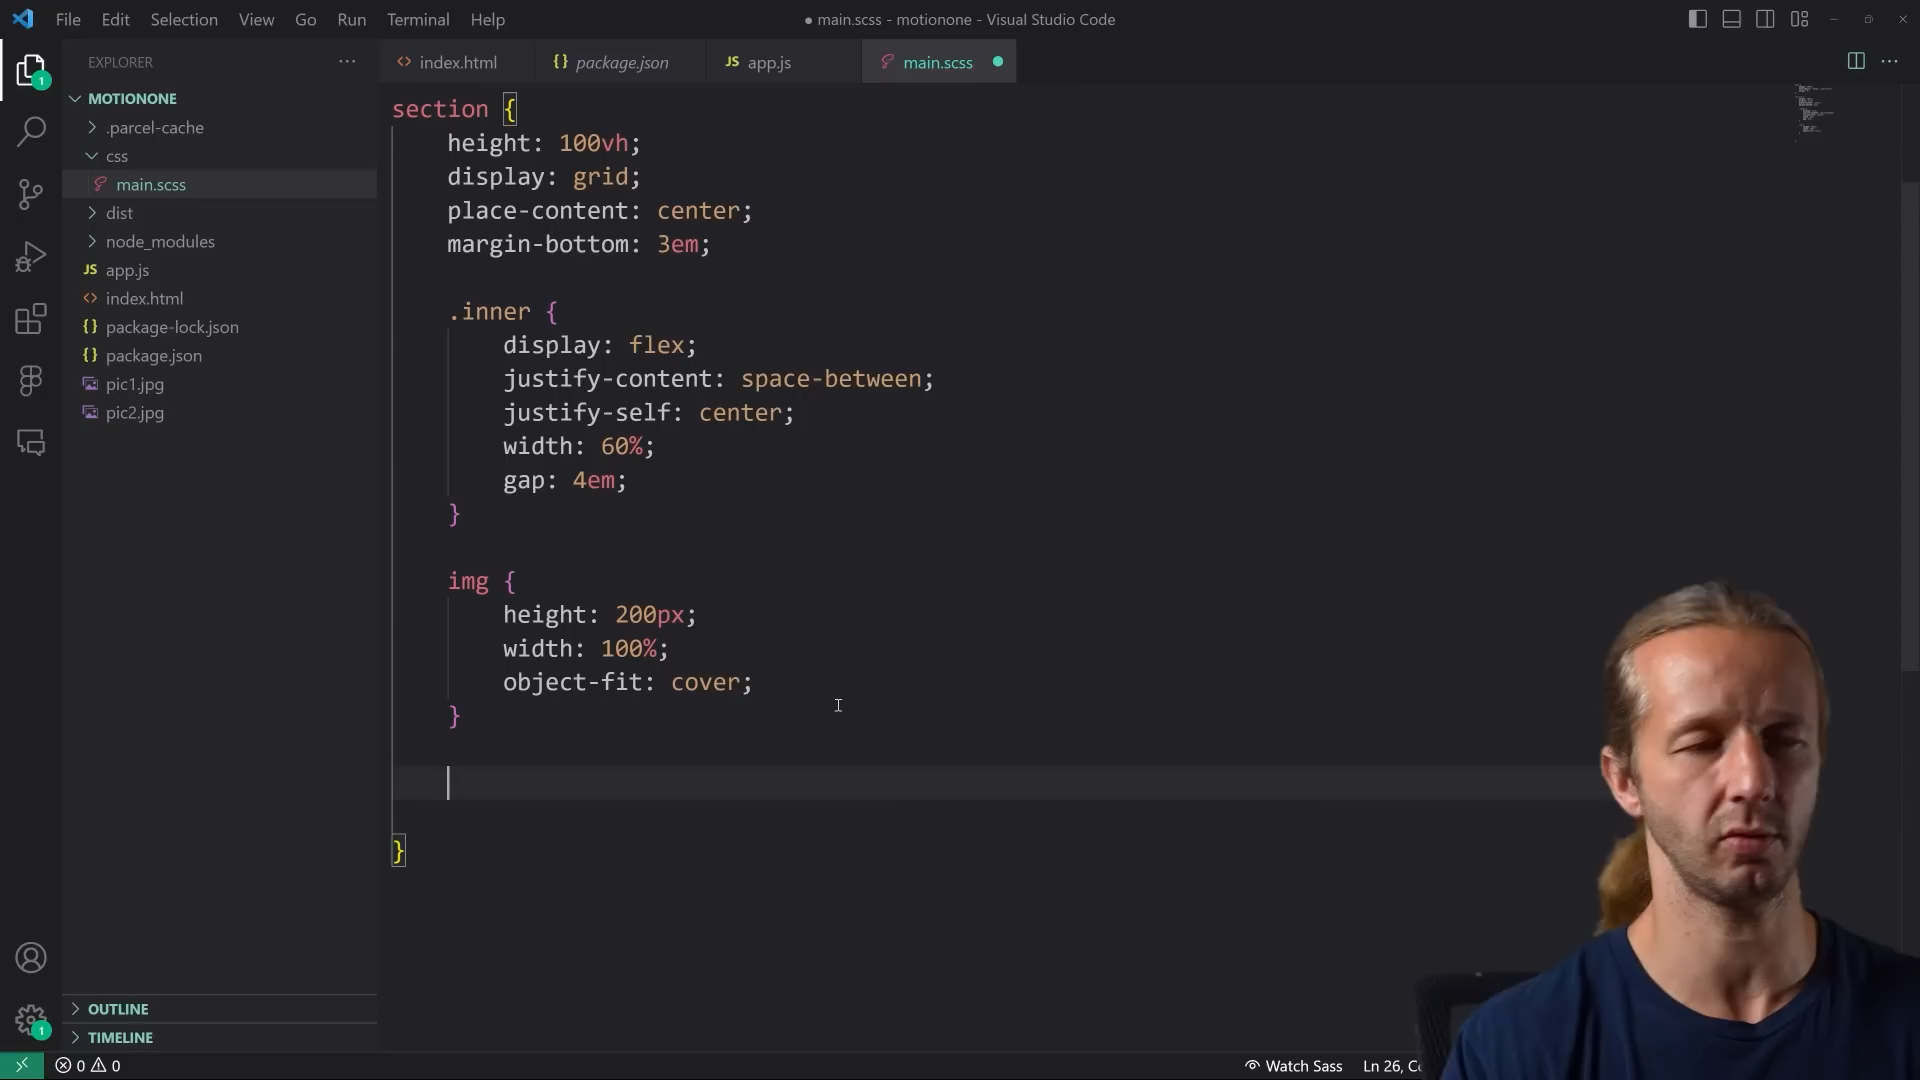 File Edit Selection View Go Run Terminal Help
● main.scss - motionone - Visual Studio Code
1
EXPLORER
MOTIONONE
.parcel-cache
css
main.scss
dist
node_modules
JS app.js
<> index.html
{} package-lock.json
{} package.json
pic1.jpg
pic2.jpg
OUTLINE
TIMELINE
1
<> index.html
{} package.json
JS app.js
main.scss
section {
height: 100vh;
display: grid;
place-content: center;
margin-bottom: 3em;
.inner {
display: flex;
justify-content: space-between;
justify-self: center;
width: 60%;
gap: 4em;
}
img {
height: 200px;
width: 100%;
object-fit: cover;
}
}
0 0
Watch Sass
Ln 26,